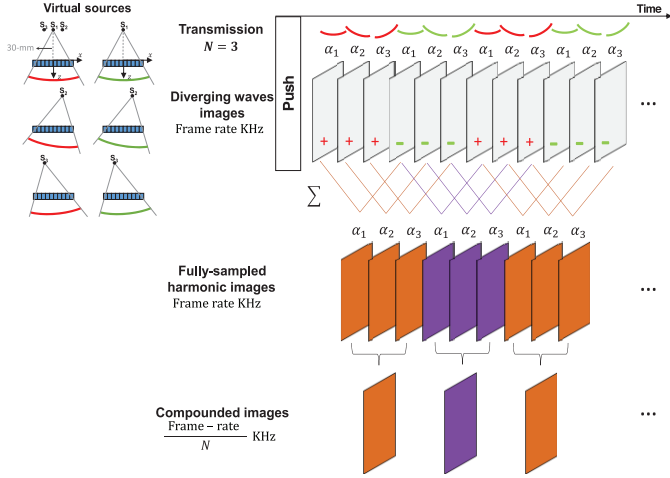 Virtual sources
Time
S₂ S₁ S₃
S₁
30-mm
x
x
z
z
Transmission
N = 3
α₁ α₂ α₃ α₁ α₂ α₃ α₁ α₂ α₃ α₁ α₂ α₃
Push
Diverging waves
images
Frame rate KHz
+ + + - - - + + + - - -
...
∑
α₁ α₂ α₃ α₁ α₂ α₃ α₁ α₂ α₃
Fully-sampled
harmonic images
Frame rate KHz
...
Compounded images
Frame – rate
N
KHz
...